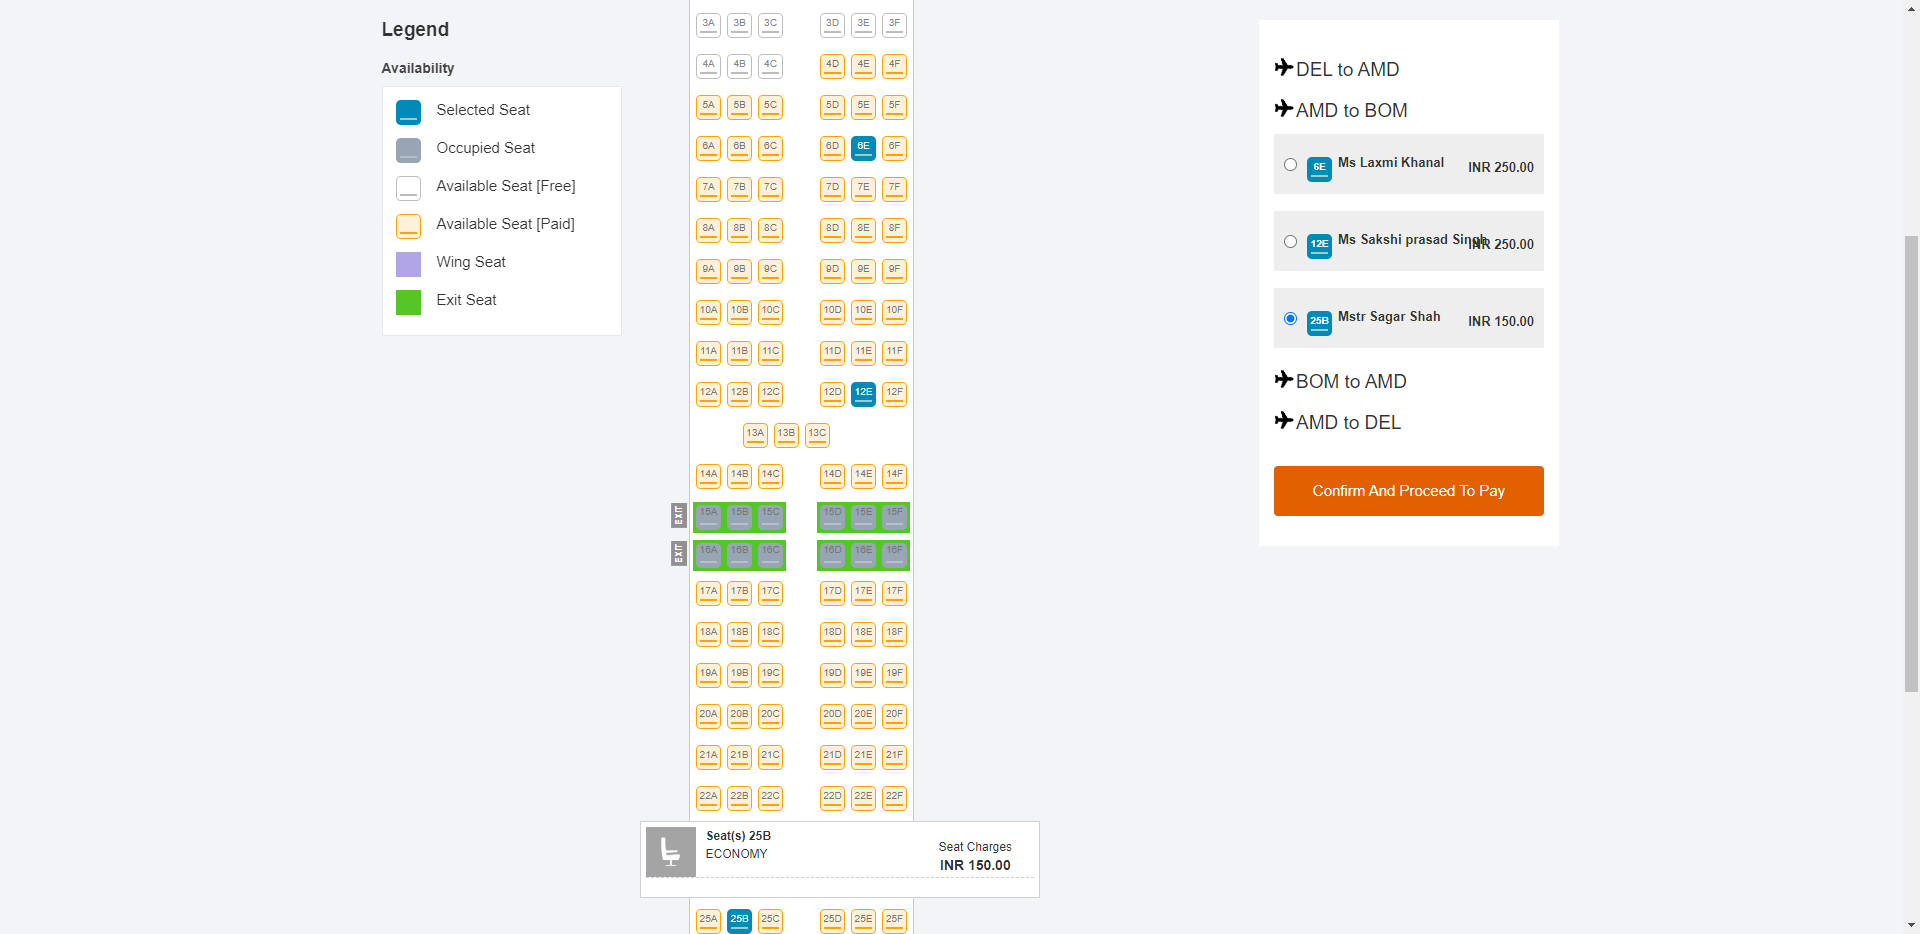 Legend
Availability
Selected Seat
Occupied Seat
Available Seat [Free]
Available Seat [Paid]
Wing Seat
Exit Seat
3A 3B 3C 3D 3E 3F
4A 4B 4C 4D 4E 4F
5A 5B 5C 5D 5E 5F
6A 6B 6C 6D 6E 6F
7A 7B 7C 7D 7E 7F
8A 8B 8C 8D 8E 8F
9A 9B 9C 9D 9E 9F
10A 10B 10C 10D 10E 10F
11A 11B 11C 11D 11E 11F
12A 12B 12C 12D 12E 12F
13A 13B 13C
14A 14B 14C 14D 14E 14F
EXIT 15A 15B 15C 15D 15E 15F
EXIT 16A 16B 16C 16D 16E 16F
17A 17B 17C 17D 17E 17F
18A 18B 18C 18D 18E 18F
19A 19B 19C 19D 19E 19F
20A 20B 20C 20D 20E 20F
21A 21B 21C 21D 21E 21F
22A 22B 22C 22D 22E 22F
Seat(s) 25B
ECONOMY
Seat Charges
INR 150.00
25A 25B 25C 25D 25E 25F
DEL to AMD
AMD to BOM
6E Ms Laxmi Khanal INR 250.00
12E Ms Sakshi prasad Singh INR 250.00
25B Mstr Sagar Shah INR 150.00
BOM to AMD
AMD to DEL
Confirm And Proceed To Pay